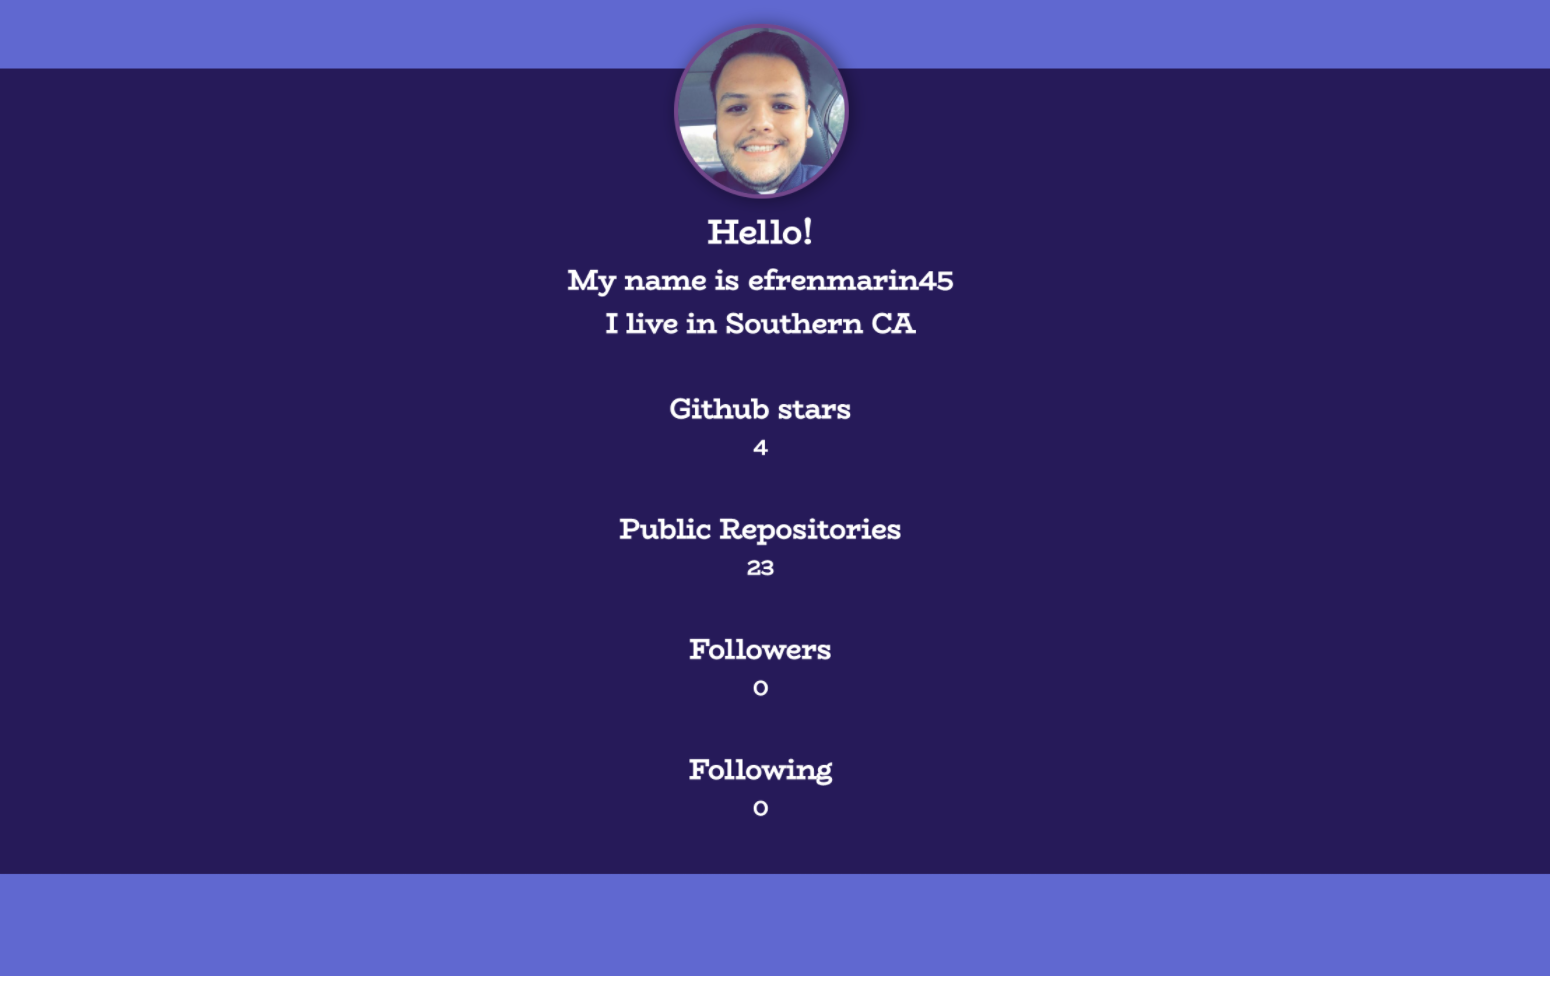 Hello!
My name is efrenmarin45
I live in Southern CA
Github stars
4
Public Repositories
23
Followers
0
Following
0